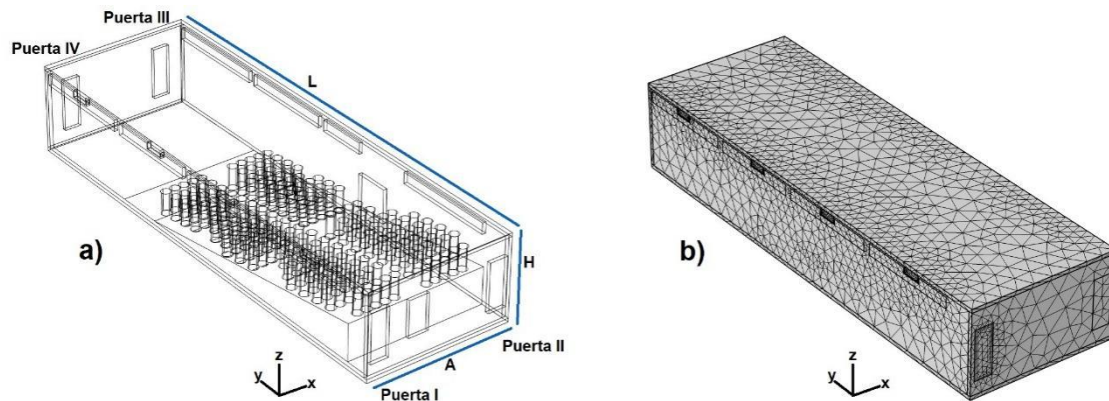 Puerta III
Puerta IV
L
a)
H
Puerta II
A
Puerta I
z
y
x
b)
z
y
x